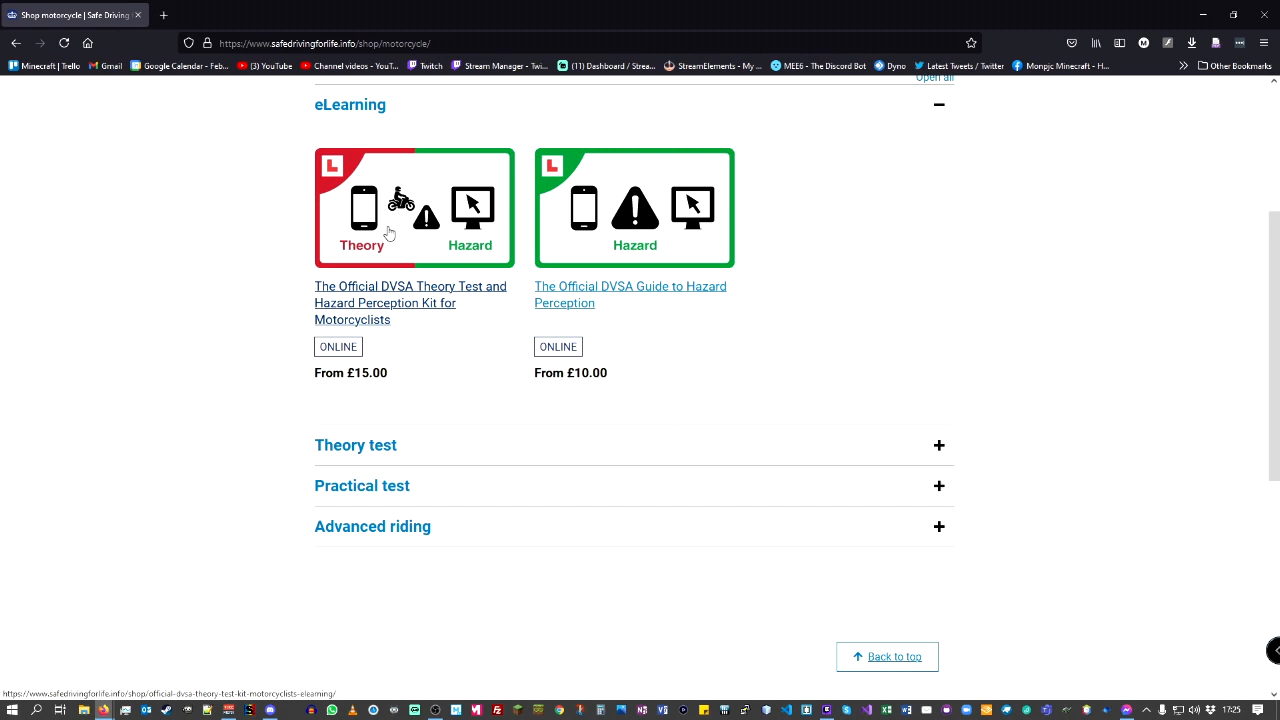 Shop motorcycle | Safe Driving
https://www.safedrivingforlife.info/shop/motorcycle/
Minecraft | Trello
Gmail
Google Calendar - Feb...
(3) YouTube
Channel videos - YouT...
Twitch
Stream Manager - Twi...
(11) Dashboard / Strea...
StreamElements - My ...
MEE6 - The Discord Bot
Dyno
Latest Tweets / Twitter
Monpjc Minecraft - H...
Other Bookmarks
Open all
eLearning
L
Theory
Hazard
L
Hazard
The Official DVSA Theory Test and
Hazard Perception Kit for
Motorcyclists
ONLINE
From £15.00
The Official DVSA Guide to Hazard
Perception
ONLINE
From £10.00
Theory test
Practical test
Advanced riding
Back to top
https://www.safedrivingforlife.info/shop/official-dvsa-theory-test-kit-motorcyclists-elearning/
17:25